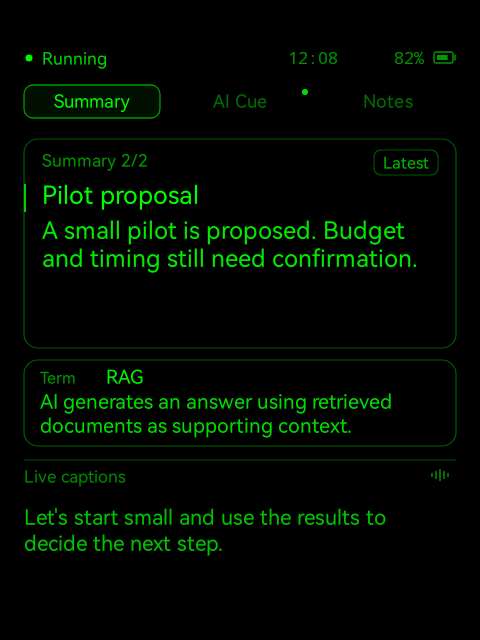 Running 12:08 82%
Summary AI Cue Notes
Summary 2/2 Latest
Pilot proposal
A small pilot is proposed. Budget
and timing still need confirmation.
Term RAG
AI generates an answer using retrieved
documents as supporting context.
Live captions
Let's start small and use the results to
decide the next step.